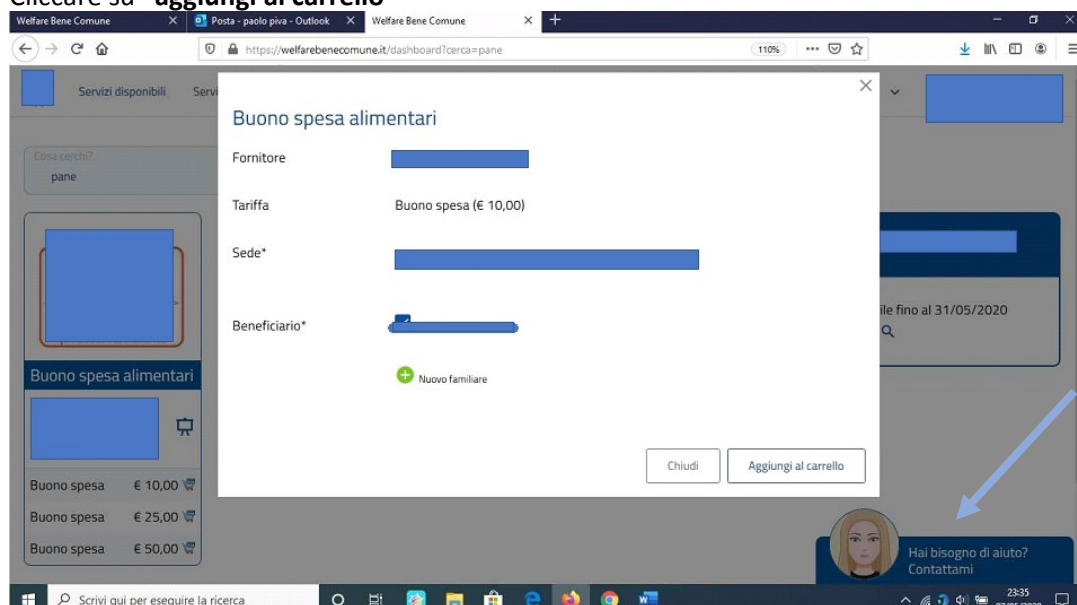 Cliccare su "aggiungi al carrello"
Welfare Bene Comune
Posta - paolo piva - Outlook
Welfare Bene Comune
https://welfarebenecomune.it/dashboard?cerca=pane
110%
Servizi disponibili
Servi
Buono spesa alimentari
Cosa cerchi?
pane
Fornitore
Tariffa
Buono spesa (€ 10,00)
Sede*
ile fino al 31/05/2020
Beneficiario*
Buono spesa alimentari
Nuovo familiare
Chiudi
Aggiungi al carrello
Buono spesa € 10,00
Buono spesa € 25,00
Buono spesa € 50,00
Hai bisogno di aiuto?
Contattami
Scrivi qui per eseguire la ricerca
23:35